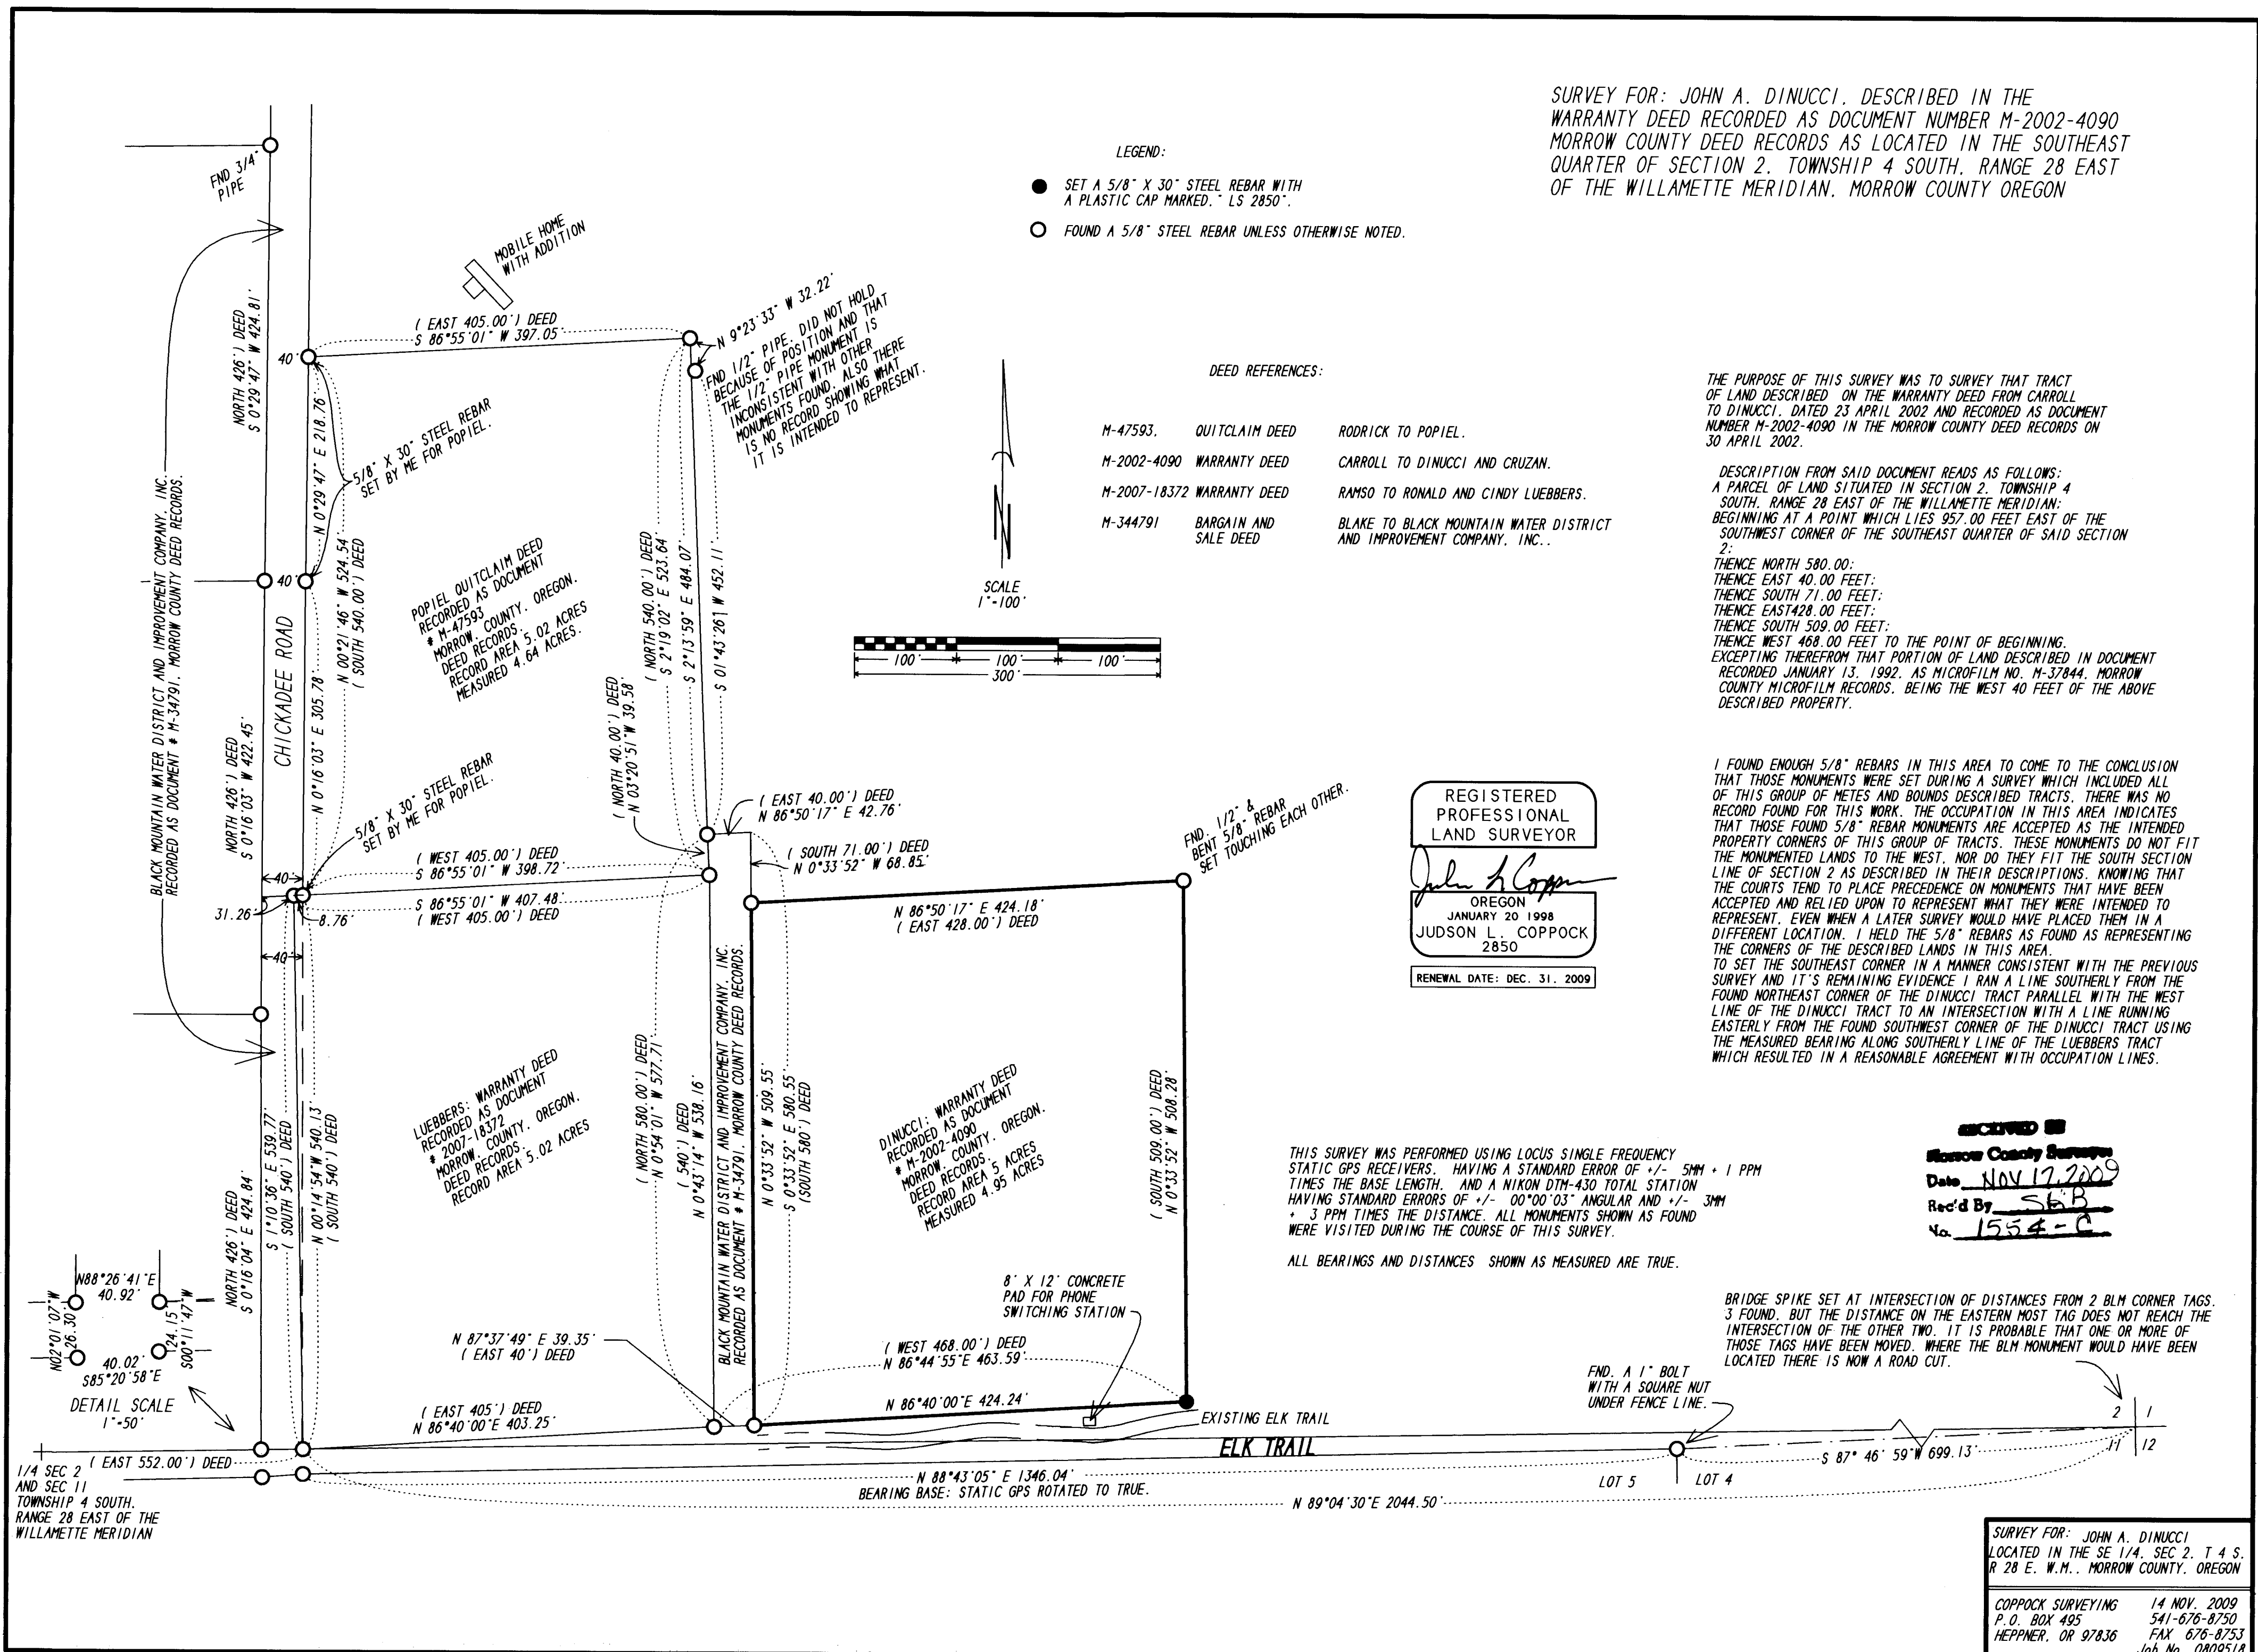 SURVEY FOR: JOHN A. DINUCCI. DESCRIBED IN THE
WARRANTY DEED RECORDED AS DOCUMENT NUMBER M-2002-4090
MORROW COUNTY DEED RECORDS AS LOCATED IN THE SOUTHEAST
QUARTER OF SECTION 2. TOWNSHIP 4 SOUTH. RANGE 28 EAST
OF THE WILLAMETTE MERIDIAN. MORROW COUNTY OREGON
LEGEND:
SET A 5/8" X 30" STEEL REBAR WITH
A PLASTIC CAP MARKED. " LS 2850".
FOUND A 5/8" STEEL REBAR UNLESS OTHERWISE NOTED.
FND 3/4"
PIPE
MOBILE HOME
WITH ADDITION
( EAST 405.00') DEED
S 86°55'01" W 397.05'
N 9°23'33" W 32.22'
FND 1/2" PIPE. DID NOT HOLD
BECAUSE OF POSITION AND THAT
THE 1/2" PIPE MONUMENT IS
INCONSISTENT WITH OTHER
MONUMENTS FOUND. ALSO THERE
IS NO RECORD SHOWING WHAT
IT IS INTENDED TO REPRESENT.
NORTH 426') DEED
S 0°29'47" W 424.81'
40'
N 0°29'47" E 218.76'
5/8" X 30" STEEL REBAR
SET BY ME FOR POPIEL.
BLACK MOUNTAIN WATER DISTRICT AND IMPROVEMENT COMPANY. INC.
RECORDED AS DOCUMENT # M-34791. MORROW COUNTY DEED RECORDS.
40'
CHICKADEE ROAD
N 00°21'46" W 524.54'
( SOUTH 540.00') DEED
POPIEL QUITCLAIM DEED
RECORDED AS DOCUMENT
# M-47593
MORROW. COUNTY. OREGON.
DEED RECORDS.
RECORD AREA 5.02 ACRES
MEASURED 4.64 ACRES.
( NORTH 540.00') DEED
S 2°19'02" E 523.64'
S 2°13'59" E 484.07'
S 01°43'26" W 452.11'
SCALE
1"-100'
100' 100' 100'
300'
DEED REFERENCES:
M-47593. QUITCLAIM DEED RODRICK TO POPIEL.
M-2002-4090 WARRANTY DEED CARROLL TO DINUCCI AND CRUZAN.
M-2007-18372 WARRANTY DEED RAMSO TO RONALD AND CINDY LUEBBERS.
M-344791 BARGAIN AND BLAKE TO BLACK MOUNTAIN WATER DISTRICT
SALE DEED AND IMPROVEMENT COMPANY. INC..
THE PURPOSE OF THIS SURVEY WAS TO SURVEY THAT TRACT
OF LAND DESCRIBED ON THE WARRANTY DEED FROM CARROLL
TO DINUCCI. DATED 23 APRIL 2002 AND RECORDED AS DOCUMENT
NUMBER M-2002-4090 IN THE MORROW COUNTY DEED RECORDS ON
30 APRIL 2002.
DESCRIPTION FROM SAID DOCUMENT READS AS FOLLOWS:
A PARCEL OF LAND SITUATED IN SECTION 2. TOWNSHIP 4
SOUTH. RANGE 28 EAST OF THE WILLAMETTE MERIDIAN:
BEGINNING AT A POINT WHICH LIES 957.00 FEET EAST OF THE
SOUTHWEST CORNER OF THE SOUTHEAST QUARTER OF SAID SECTION
2:
THENCE NORTH 580.00:
THENCE EAST 40.00 FEET:
THENCE SOUTH 71.00 FEET:
THENCE EAST428.00 FEET:
THENCE SOUTH 509.00 FEET:
THENCE WEST 468.00 FEET TO THE POINT OF BEGINNING.
EXCEPTING THEREFROM THAT PORTION OF LAND DESCRIBED IN DOCUMENT
RECORDED JANUARY 13. 1992. AS MICROFILM NO. M-37844. MORROW
COUNTY MICROFILM RECORDS. BEING THE WEST 40 FEET OF THE ABOVE
DESCRIBED PROPERTY.
NORTH 426') DEED
S 0°16'03" W 422.45'
N 0°16'03" E 305.78'
5/8" X 30" STEEL REBAR
SET BY ME FOR POPIEL.
( NORTH 40.00') DEED
N 03°20'51" W 39.58'
( EAST 40.00') DEED
N 86°50'17" E 42.76'
( SOUTH 71.00') DEED
N 0°33'52" W 68.85'
( WEST 405.00') DEED
S 86°55'01" W 398.72'
S 86°55'01" W 407.48'
( WEST 405.00') DEED
40'
31.26'
8.76'
40'
N 86°50'17" E 424.18'
( EAST 428.00') DEED
FND. 1/2" &
BENT 5/8" REBAR
SET TOUCHING EACH OTHER.
REGISTERED
PROFESSIONAL
LAND SURVEYOR
OREGON
JANUARY 20 1998
JUDSON L. COPPOCK
2850
RENEWAL DATE: DEC. 31. 2009
I FOUND ENOUGH 5/8" REBARS IN THIS AREA TO COME TO THE CONCLUSION
THAT THOSE MONUMENTS WERE SET DURING A SURVEY WHICH INCLUDED ALL
OF THIS GROUP OF METES AND BOUNDS DESCRIBED TRACTS. THERE WAS NO
RECORD FOUND FOR THIS WORK. THE OCCUPATION IN THIS AREA INDICATES
THAT THOSE FOUND 5/8" REBAR MONUMENTS ARE ACCEPTED AS THE INTENDED
PROPERTY CORNERS OF THIS GROUP OF TRACTS. THESE MONUMENTS DO NOT FIT
THE MONUMENTED LANDS TO THE WEST. NOR DO THEY FIT THE SOUTH SECTION
LINE OF SECTION 2 AS DESCRIBED IN THEIR DESCRIPTIONS. KNOWING THAT
THE COURTS TEND TO PLACE PRECEDENCE ON MONUMENTS THAT HAVE BEEN
ACCEPTED AND RELIED UPON TO REPRESENT WHAT THEY WERE INTENDED TO
REPRESENT. EVEN WHEN A LATER SURVEY WOULD HAVE PLACED THEM IN A
DIFFERENT LOCATION. I HELD THE 5/8" REBARS AS FOUND AS REPRESENTING
THE CORNERS OF THE DESCRIBED LANDS IN THIS AREA.
TO SET THE SOUTHEAST CORNER IN A MANNER CONSISTENT WITH THE PREVIOUS
SURVEY AND IT'S REMAINING EVIDENCE I RAN A LINE SOUTHERLY FROM THE
FOUND NORTHEAST CORNER OF THE DINUCCI TRACT PARALLEL WITH THE WEST
LINE OF THE DINUCCI TRACT TO AN INTERSECTION WITH A LINE RUNNING
EASTERLY FROM THE FOUND SOUTHWEST CORNER OF THE DINUCCI TRACT USING
THE MEASURED BEARING ALONG SOUTHERLY LINE OF THE LUEBBERS TRACT
WHICH RESULTED IN A REASONABLE AGREEMENT WITH OCCUPATION LINES.
NORTH 426') DEED
S 0°16'04" E 424.84'
S 1°10'36" E 539.77'
( SOUTH 540') DEED
N 00°14'54"W 540.13'
( SOUTH 540') DEED
LUEBBERS: WARRANTY DEED
RECORDED AS DOCUMENT
# 2007-18372
MORROW. COUNTY. OREGON.
DEED RECORDS.
RECORD AREA 5.02 ACRES
( NORTH 580.00') DEED
N 0°54'01" W 577.71'
( 540') DEED
N 0°43'14" W 538.16'
BLACK MOUNTAIN WATER DISTRICT AND IMPROVEMENT COMPANY. INC.
RECORDED AS DOCUMENT # M-34791. MORROW COUNTY DEED RECORDS.
N 0°33'52" W 509.55'
S 0°33'52" E 580.55'
(SOUTH 580') DEED
DINUCCI: WARRANTY DEED
RECORDED AS DOCUMENT
# M-2002-4090
MORROW. COUNTY. OREGON.
DEED RECORDS.
RECORD AREA 5 ACRES
MEASURED 4.95 ACRES
( SOUTH 509.00') DEED
N 0°33'52" W 508.28'
THIS SURVEY WAS PERFORMED USING LOCUS SINGLE FREQUENCY
STATIC GPS RECEIVERS. HAVING A STANDARD ERROR OF +/- 5MM + 1 PPM
TIMES THE BASE LENGTH. AND A NIKON DTM-430 TOTAL STATION
HAVING STANDARD ERRORS OF +/- 00°00'03" ANGULAR AND +/- 3MM
+ 3 PPM TIMES THE DISTANCE. ALL MONUMENTS SHOWN AS FOUND
WERE VISITED DURING THE COURSE OF THIS SURVEY.
ALL BEARINGS AND DISTANCES SHOWN AS MEASURED ARE TRUE.
Morrow County Surveyor
Date NOV 17, 2009
Rec'd By SEB
No. 1554-C
N88°26'41"E
40.92'
N02°01'07"W
26.30'
24.15'
S00°11'47"W
40.02'
S85°20'58"E
DETAIL SCALE
1"-50'
N 87°37'49" E 39.35'
( EAST 40') DEED
( EAST 405') DEED
N 86°40'00"E 403.25'
8' X 12' CONCRETE
PAD FOR PHONE
SWITCHING STATION
( WEST 468.00') DEED
N 86°44'55"E 463.59'
N 86°40'00"E 424.24'
EXISTING ELK TRAIL
ELK TRAIL
BRIDGE SPIKE SET AT INTERSECTION OF DISTANCES FROM 2 BLM CORNER TAGS.
3 FOUND. BUT THE DISTANCE ON THE EASTERN MOST TAG DOES NOT REACH THE
INTERSECTION OF THE OTHER TWO. IT IS PROBABLE THAT ONE OR MORE OF
THOSE TAGS HAVE BEEN MOVED. WHERE THE BLM MONUMENT WOULD HAVE BEEN
LOCATED THERE IS NOW A ROAD CUT.
FND. A 1" BOLT
WITH A SQUARE NUT
UNDER FENCE LINE.
2 1
11 12
S 87° 46' 59"W 699.13'
LOT 5 LOT 4
( EAST 552.00') DEED
1/4 SEC 2
AND SEC 11
TOWNSHIP 4 SOUTH.
RANGE 28 EAST OF THE
WILLAMETTE MERIDIAN
N 88°43'05" E 1346.04'
BEARING BASE: STATIC GPS ROTATED TO TRUE.
N 89°04'30"E 2044.50'
SURVEY FOR: JOHN A. DINUCCI
LOCATED IN THE SE 1/4. SEC 2. T 4 S.
R 28 E. W.M.. MORROW COUNTY. OREGON
COPPOCK SURVEYING 14 NOV. 2009
P.O. BOX 495 541-676-8750
HEPPNER, OR 97836 FAX 676-8753
Job No. 0809518